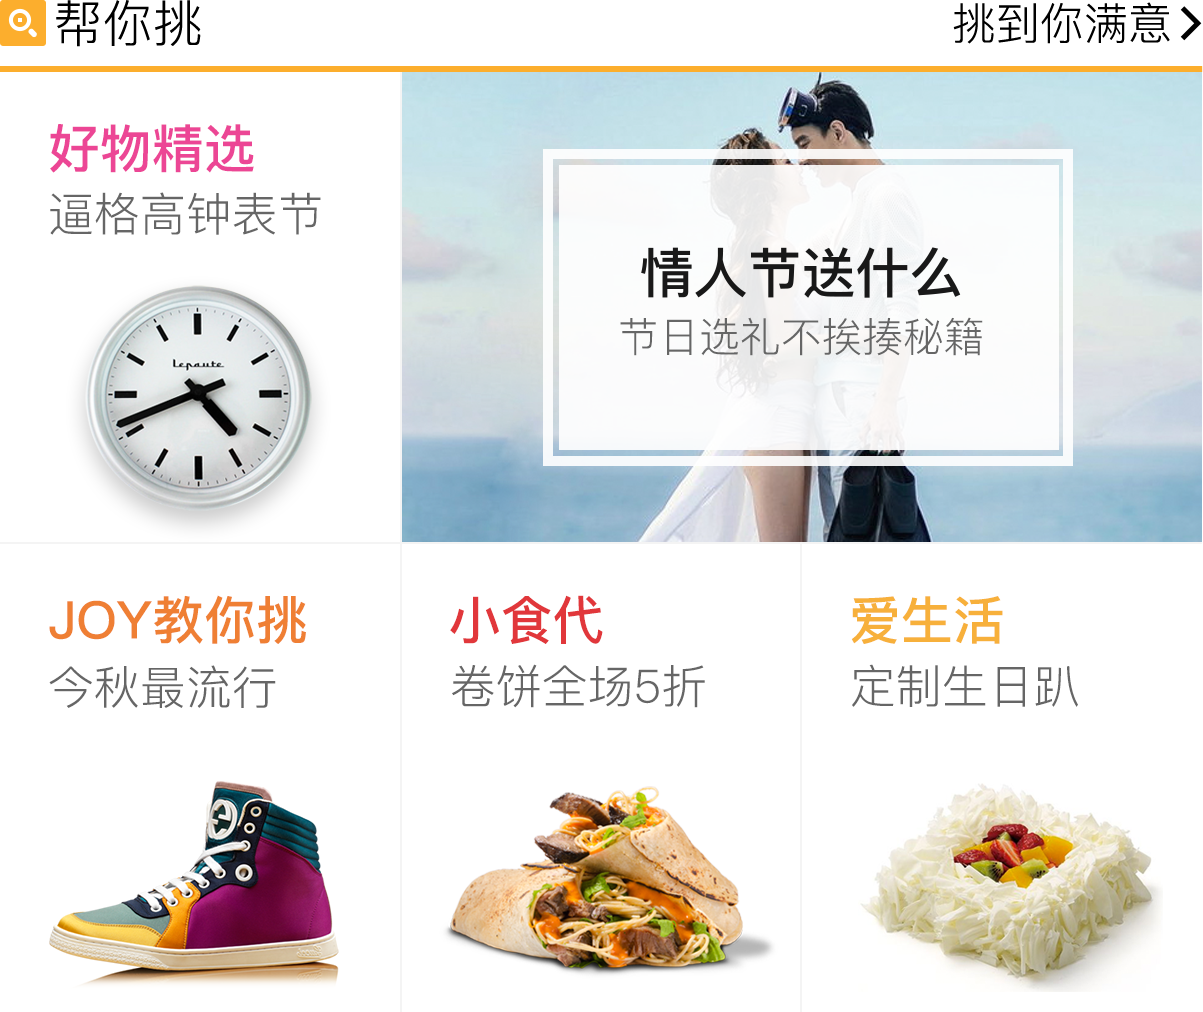 帮你挑
挑到你满意
好物精选
逼格高钟表节
Lepaute
情人节送什么
节日选礼不挨揍秘籍
JOY教你挑
今秋最流行
小食代
卷饼全场5折
爱生活
定制生日趴